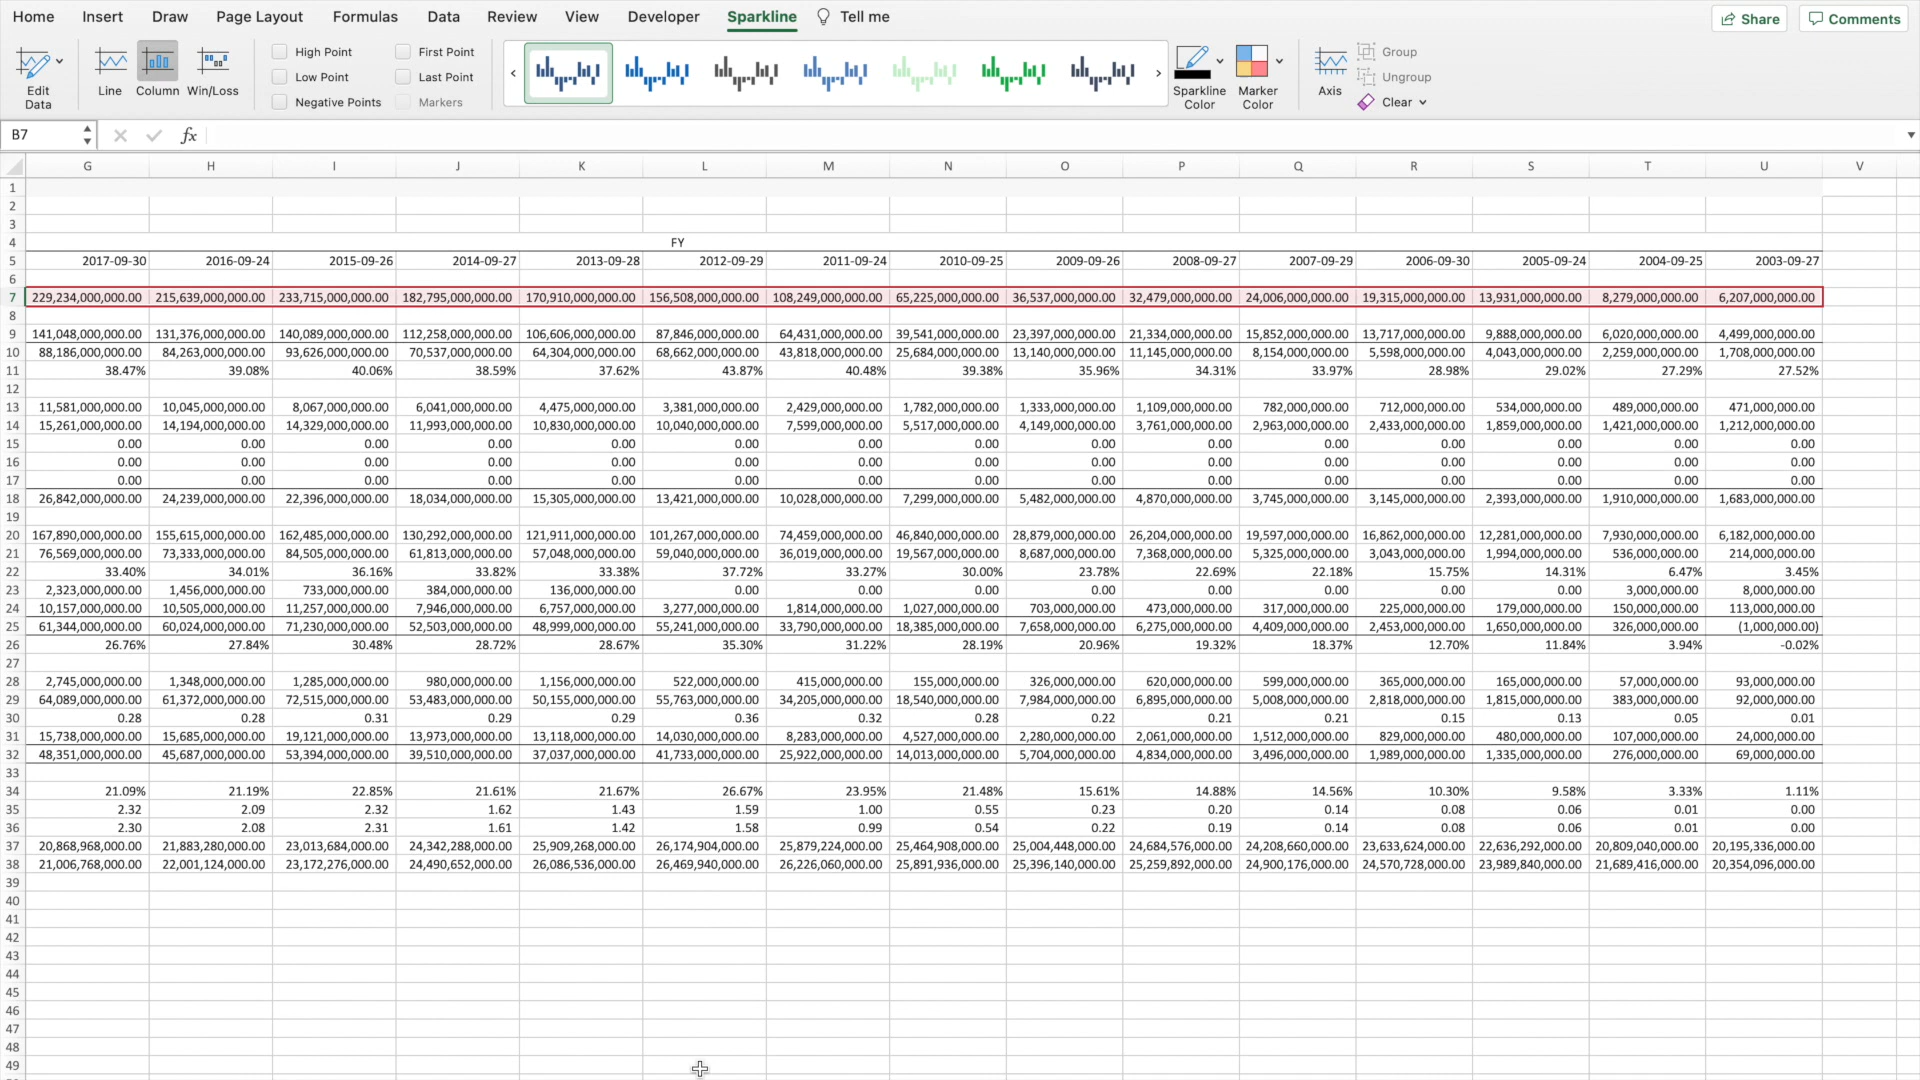 Home Insert Draw Page Layout Formulas Data Review View Developer Sparkline Tell me Share Comments
High Point First Point Group
Low Point Last Point Ungroup
Edit Data Line Column Win/Loss Negative Points Markers Sparkline Color Marker Color Axis Clear
B7 fx
G H I J K L M N O P Q R S T U V
1
2
3
4 FY
5 2017-09-30 2016-09-24 2015-09-26 2014-09-27 2013-09-28 2012-09-29 2011-09-24 2010-09-25 2009-09-26 2008-09-27 2007-09-29 2006-09-30 2005-09-24 2004-09-25 2003-09-27
6
7 229,234,000,000.00 215,639,000,000.00 233,715,000,000.00 182,795,000,000.00 170,910,000,000.00 156,508,000,000.00 108,249,000,000.00 65,225,000,000.00 36,537,000,000.00 32,479,000,000.00 24,006,000,000.00 19,315,000,000.00 13,931,000,000.00 8,279,000,000.00 6,207,000,000.00
8
9 141,048,000,000.00 131,376,000,000.00 140,089,000,000.00 112,258,000,000.00 106,606,000,000.00 87,846,000,000.00 64,431,000,000.00 39,541,000,000.00 23,397,000,000.00 21,334,000,000.00 15,852,000,000.00 13,717,000,000.00 9,888,000,000.00 6,020,000,000.00 4,499,000,000.00
10 88,186,000,000.00 84,263,000,000.00 93,626,000,000.00 70,537,000,000.00 64,304,000,000.00 68,662,000,000.00 43,818,000,000.00 25,684,000,000.00 13,140,000,000.00 11,145,000,000.00 8,154,000,000.00 5,598,000,000.00 4,043,000,000.00 2,259,000,000.00 1,708,000,000.00
11 38.47% 39.08% 40.06% 38.59% 37.62% 43.87% 40.48% 39.38% 35.96% 34.31% 33.97% 28.98% 29.02% 27.29% 27.52%
12
13 11,581,000,000.00 10,045,000,000.00 8,067,000,000.00 6,041,000,000.00 4,475,000,000.00 3,381,000,000.00 2,429,000,000.00 1,782,000,000.00 1,333,000,000.00 1,109,000,000.00 782,000,000.00 712,000,000.00 534,000,000.00 489,000,000.00 471,000,000.00
14 15,261,000,000.00 14,194,000,000.00 14,329,000,000.00 11,993,000,000.00 10,830,000,000.00 10,040,000,000.00 7,599,000,000.00 5,517,000,000.00 4,149,000,000.00 3,761,000,000.00 2,963,000,000.00 2,433,000,000.00 1,859,000,000.00 1,421,000,000.00 1,212,000,000.00
15 0.00 0.00 0.00 0.00 0.00 0.00 0.00 0.00 0.00 0.00 0.00 0.00 0.00 0.00 0.00
16 0.00 0.00 0.00 0.00 0.00 0.00 0.00 0.00 0.00 0.00 0.00 0.00 0.00 0.00 0.00
17 0.00 0.00 0.00 0.00 0.00 0.00 0.00 0.00 0.00 0.00 0.00 0.00 0.00 0.00 0.00
18 26,842,000,000.00 24,239,000,000.00 22,396,000,000.00 18,034,000,000.00 15,305,000,000.00 13,421,000,000.00 10,028,000,000.00 7,299,000,000.00 5,482,000,000.00 4,870,000,000.00 3,745,000,000.00 3,145,000,000.00 2,393,000,000.00 1,910,000,000.00 1,683,000,000.00
19
20 167,890,000,000.00 155,615,000,000.00 162,485,000,000.00 130,292,000,000.00 121,911,000,000.00 101,267,000,000.00 74,459,000,000.00 46,840,000,000.00 28,879,000,000.00 26,204,000,000.00 19,597,000,000.00 16,862,000,000.00 12,281,000,000.00 7,930,000,000.00 6,182,000,000.00
21 76,569,000,000.00 73,333,000,000.00 84,505,000,000.00 61,813,000,000.00 57,048,000,000.00 59,040,000,000.00 36,019,000,000.00 19,567,000,000.00 8,687,000,000.00 7,368,000,000.00 5,325,000,000.00 3,043,000,000.00 1,994,000,000.00 536,000,000.00 214,000,000.00
22 33.40% 34.01% 36.16% 33.82% 33.38% 37.72% 33.27% 30.00% 23.78% 22.69% 22.18% 15.75% 14.31% 6.47% 3.45%
23 2,323,000,000.00 1,456,000,000.00 733,000,000.00 384,000,000.00 136,000,000.00 0.00 0.00 0.00 0.00 0.00 0.00 0.00 0.00 3,000,000.00 8,000,000.00
24 10,157,000,000.00 10,505,000,000.00 11,257,000,000.00 7,946,000,000.00 6,757,000,000.00 3,277,000,000.00 1,814,000,000.00 1,027,000,000.00 703,000,000.00 473,000,000.00 317,000,000.00 225,000,000.00 179,000,000.00 150,000,000.00 113,000,000.00
25 61,344,000,000.00 60,024,000,000.00 71,230,000,000.00 52,503,000,000.00 48,999,000,000.00 55,241,000,000.00 33,790,000,000.00 18,385,000,000.00 7,658,000,000.00 6,275,000,000.00 4,409,000,000.00 2,453,000,000.00 1,650,000,000.00 326,000,000.00 (1,000,000.00)
26 26.76% 27.84% 30.48% 28.72% 28.67% 35.30% 31.22% 28.19% 20.96% 19.32% 18.37% 12.70% 11.84% 3.94% -0.02%
27
28 2,745,000,000.00 1,348,000,000.00 1,285,000,000.00 980,000,000.00 1,156,000,000.00 522,000,000.00 415,000,000.00 155,000,000.00 326,000,000.00 620,000,000.00 599,000,000.00 365,000,000.00 165,000,000.00 57,000,000.00 93,000,000.00
29 64,089,000,000.00 61,372,000,000.00 72,515,000,000.00 53,483,000,000.00 50,155,000,000.00 55,763,000,000.00 34,205,000,000.00 18,540,000,000.00 7,984,000,000.00 6,895,000,000.00 5,008,000,000.00 2,818,000,000.00 1,815,000,000.00 383,000,000.00 92,000,000.00
30 0.28 0.28 0.31 0.29 0.29 0.36 0.32 0.28 0.22 0.21 0.21 0.15 0.13 0.05 0.01
31 15,738,000,000.00 15,685,000,000.00 19,121,000,000.00 13,973,000,000.00 13,118,000,000.00 14,030,000,000.00 8,283,000,000.00 4,527,000,000.00 2,280,000,000.00 2,061,000,000.00 1,512,000,000.00 829,000,000.00 480,000,000.00 107,000,000.00 24,000,000.00
32 48,351,000,000.00 45,687,000,000.00 53,394,000,000.00 39,510,000,000.00 37,037,000,000.00 41,733,000,000.00 25,922,000,000.00 14,013,000,000.00 5,704,000,000.00 4,834,000,000.00 3,496,000,000.00 1,989,000,000.00 1,335,000,000.00 276,000,000.00 69,000,000.00
33
34 21.09% 21.19% 22.85% 21.61% 21.67% 26.67% 23.95% 21.48% 15.61% 14.88% 14.56% 10.30% 9.58% 3.33% 1.11%
35 2.32 2.09 2.32 1.62 1.43 1.59 1.00 0.55 0.23 0.20 0.14 0.08 0.06 0.01 0.00
36 2.30 2.08 2.31 1.61 1.42 1.58 0.99 0.54 0.22 0.19 0.14 0.08 0.06 0.01 0.00
37 20,868,968,000.00 21,883,280,000.00 23,013,684,000.00 24,342,288,000.00 25,909,268,000.00 26,174,904,000.00 25,879,224,000.00 25,464,908,000.00 25,004,448,000.00 24,684,576,000.00 24,208,660,000.00 23,633,624,000.00 22,636,292,000.00 20,809,040,000.00 20,195,336,000.00
38 21,006,768,000.00 22,001,124,000.00 23,172,276,000.00 24,490,652,000.00 26,086,536,000.00 26,469,940,000.00 26,226,060,000.00 25,891,936,000.00 25,396,140,000.00 25,259,892,000.00 24,900,176,000.00 24,570,728,000.00 23,989,840,000.00 21,689,416,000.00 20,354,096,000.00
39
40
41
42
43
44
45
46
47
48
49